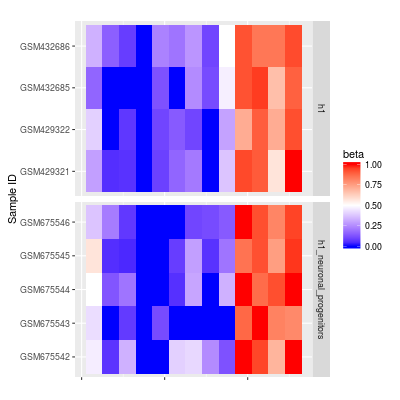 GSM432686
GSM432685
GSM429322
GSM429321
h1
GSM675546
GSM675545
GSM675544
GSM675543
GSM675542
h1_neuronal_progenitors
Sample ID
beta
1.00
0.75
0.50
0.25
0.00